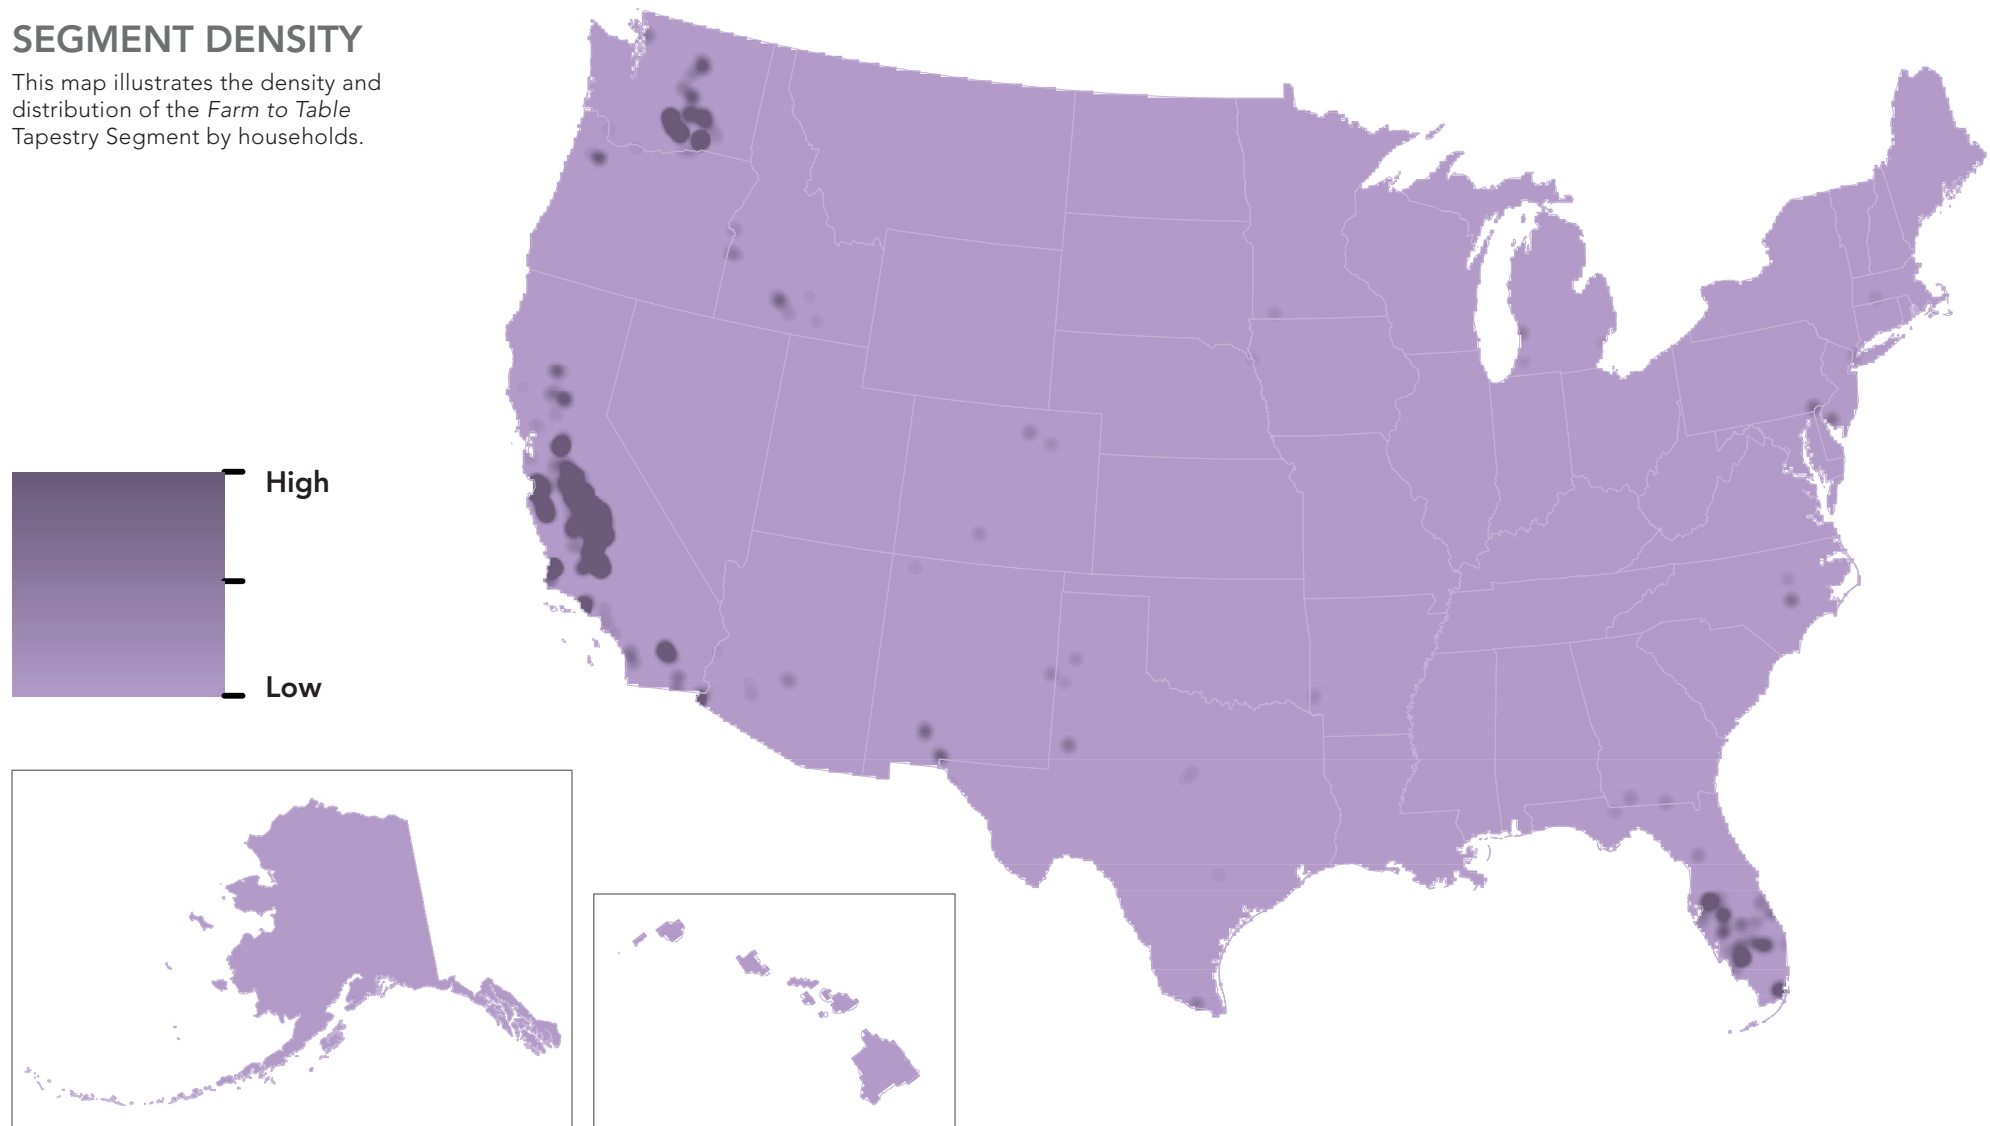 SEGMENT DENSITY
This map illustrates the density and
distribution of the Farm to Table
Tapestry Segment by households.
High
Low